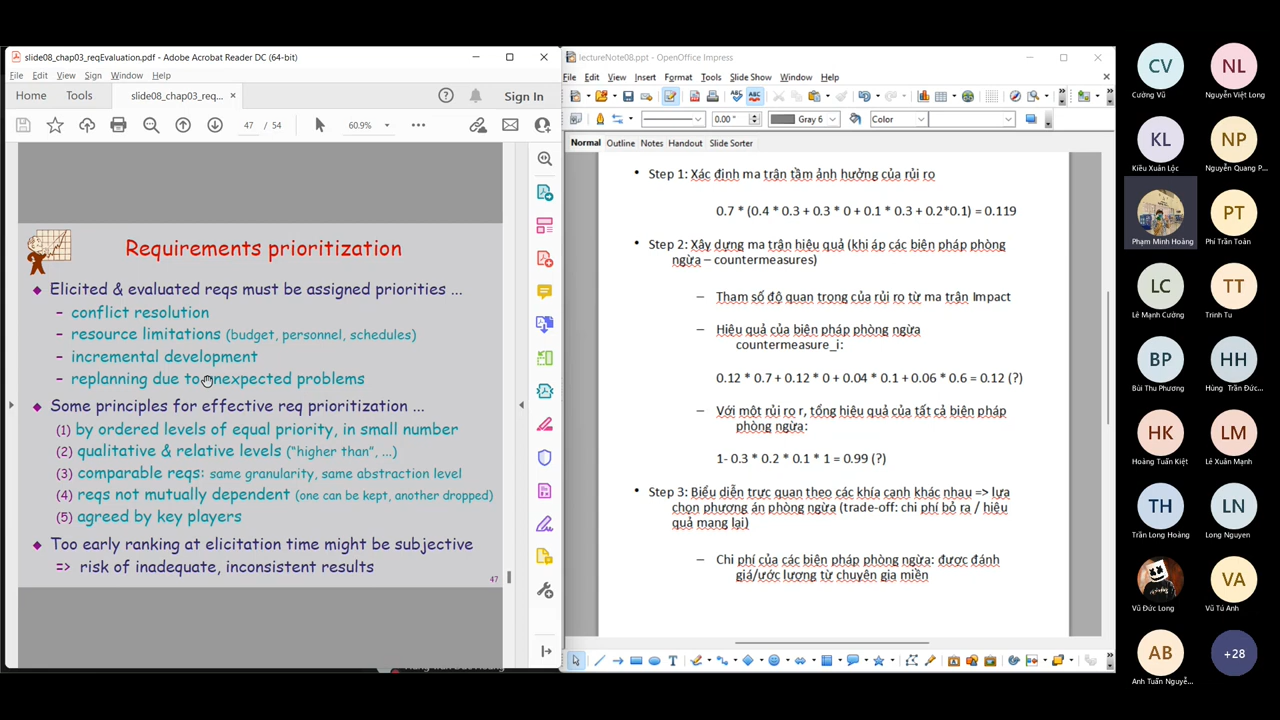 slide08_chap03_reqEvaluation.pdf - Adobe Acrobat Reader DC (64-bit)
File Edit View Sign Window Help
Home Tools slide08_chap03_req... × Sign In
47 / 54 60.9%
Requirements prioritization
Elicited & evaluated reqs must be assigned priorities ...
- conflict resolution
- resource limitations (budget, personnel, schedules)
- incremental development
- replanning due to unexpected problems
Some principles for effective req prioritization ...
(1) by ordered levels of equal priority, in small number
(2) qualitative & relative levels ("higher than", ...)
(3) comparable reqs: same granularity, same abstraction level
(4) reqs not mutually dependent (one can be kept, another dropped)
(5) agreed by key players
Too early ranking at elicitation time might be subjective
=> risk of inadequate, inconsistent results
47
lectureNote08.ppt - OpenOffice Impress
File Edit View Insert Format Tools Slide Show Window Help
0.00 " Gray 6 Color
Normal Outline Notes Handout Slide Sorter
• Step 1: Xác định ma trận tầm ảnh hưởng của rủi ro
0.7 * (0.4 * 0.3 + 0.3 * 0 + 0.1 * 0.3 + 0.2*0.1) = 0.119
• Step 2: Xây dựng ma trận hiệu quả (khi áp các biện pháp phòng
ngừa – countermeasures)
– Tham số độ quan trọng của rủi ro từ ma trận Impact
– Hiệu quả của biện pháp phòng ngừa
countermeasure_i:
0.12 * 0.7 + 0.12 * 0 + 0.04 * 0.1 + 0.06 * 0.6 = 0.12 (?)
– Với một rủi ro r, tổng hiệu quả của tất cả biện pháp
phòng ngừa:
1- 0.3 * 0.2 * 0.1 * 1 = 0.99 (?)
• Step 3: Biểu diễn trực quan theo các khía cạnh khác nhau => lựa
chọn phương án phòng ngừa (trade-off: chi phí bỏ ra / hiệu
quả mang lại)
– Chi phí của các biện pháp phòng ngừa: được đánh
giá/ước lượng từ chuyên gia miền
CV NL
Cường Vũ Nguyễn Việt Long
KL NP
Kiều Xuân Lộc Nguyễn Quang P...
PT
Phạm Minh Hoàng Phí Trần Toàn
LC TT
Lê Mạnh Cường Trinh Tu
BP HH
Bùi Thu Phương Hùng Trần Đức...
HK LM
Hoàng Tuấn Kiệt Lê Xuân Mạnh
TH LN
Trần Long Hoàng Long Nguyen
VA
Vũ Đức Long Vũ Tú Anh
AB +28
Anh Tuấn Nguyễ...